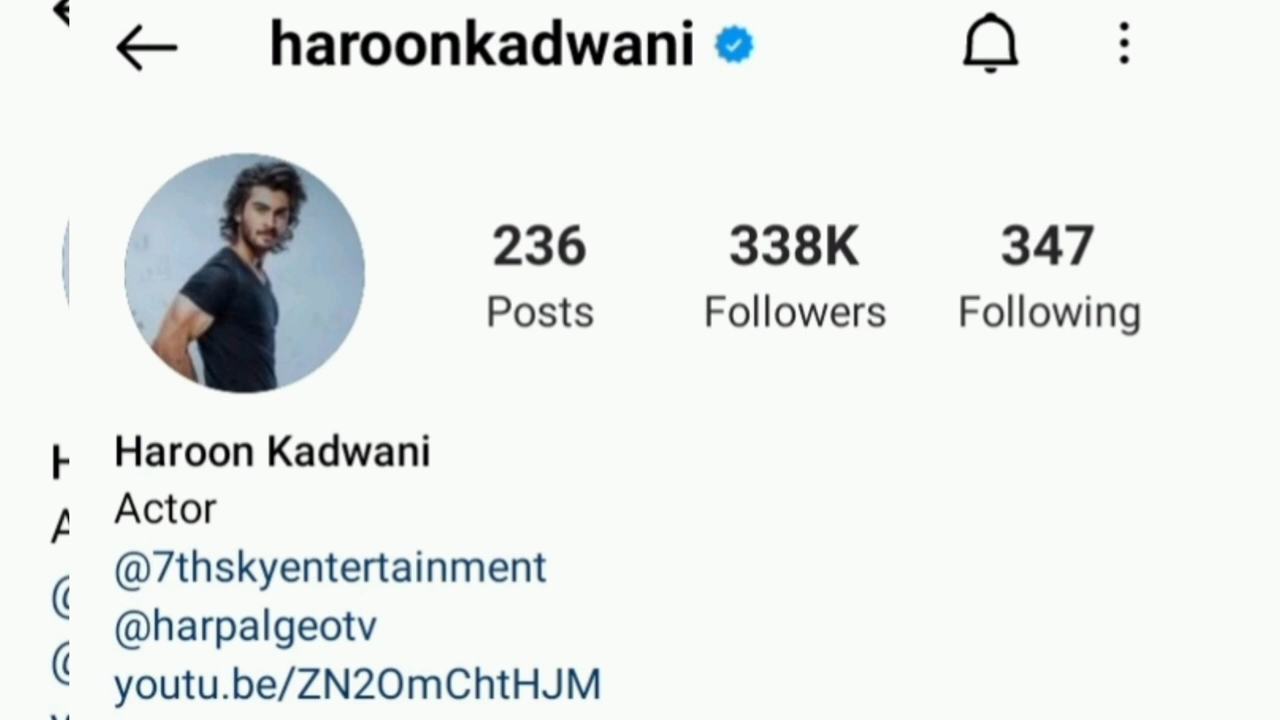 haroonkadwani
236 338K 347
Posts Followers Following
Haroon Kadwani
Actor
@7thskyentertainment
@harpalgeotv
youtu.be/ZN2OmChtHJM